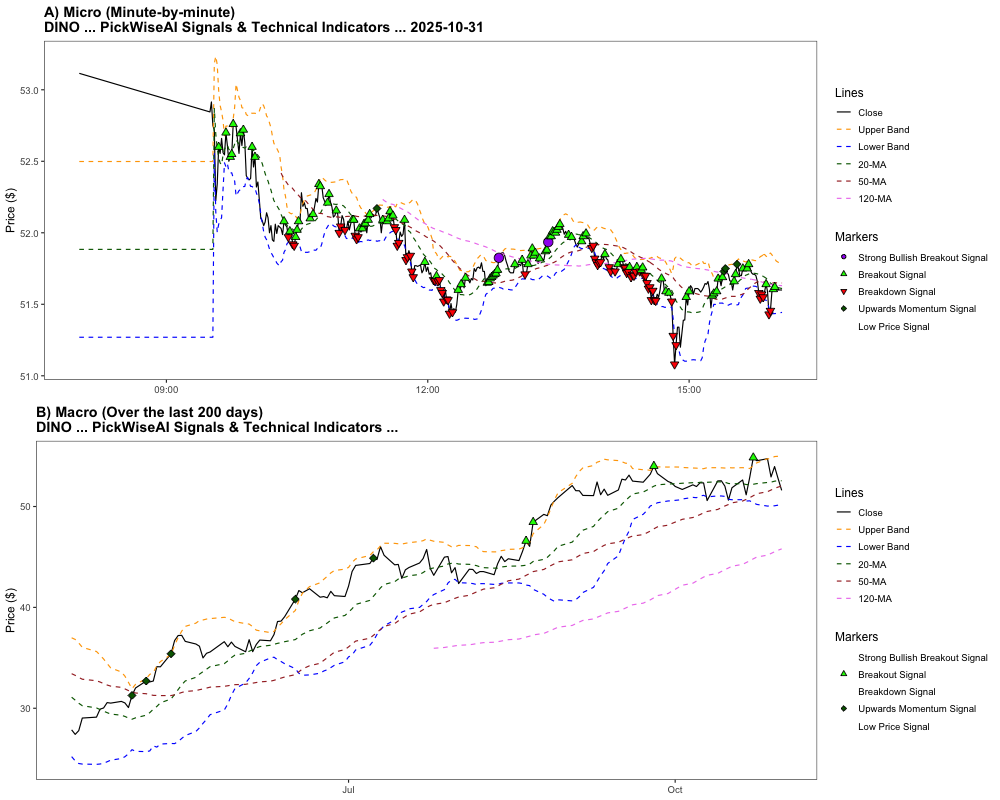 A) Micro (Minute-by-minute)
DINO ... PickWiseAI Signals & Technical Indicators ... 2025-10-31
Price ($)
53.0
52.5
52.0
51.5
51.0
09:00
12:00
15:00
Lines
Close
Upper Band
Lower Band
20-MA
50-MA
120-MA
Markers
Strong Bullish Breakout Signal
Breakout Signal
Breakdown Signal
Upwards Momentum Signal
Low Price Signal
B) Macro (Over the last 200 days)
DINO ... PickWiseAI Signals & Technical Indicators ...
Price ($)
50
40
30
Jul
Oct
Lines
Close
Upper Band
Lower Band
20-MA
50-MA
120-MA
Markers
Strong Bullish Breakout Signal
Breakout Signal
Breakdown Signal
Upwards Momentum Signal
Low Price Signal